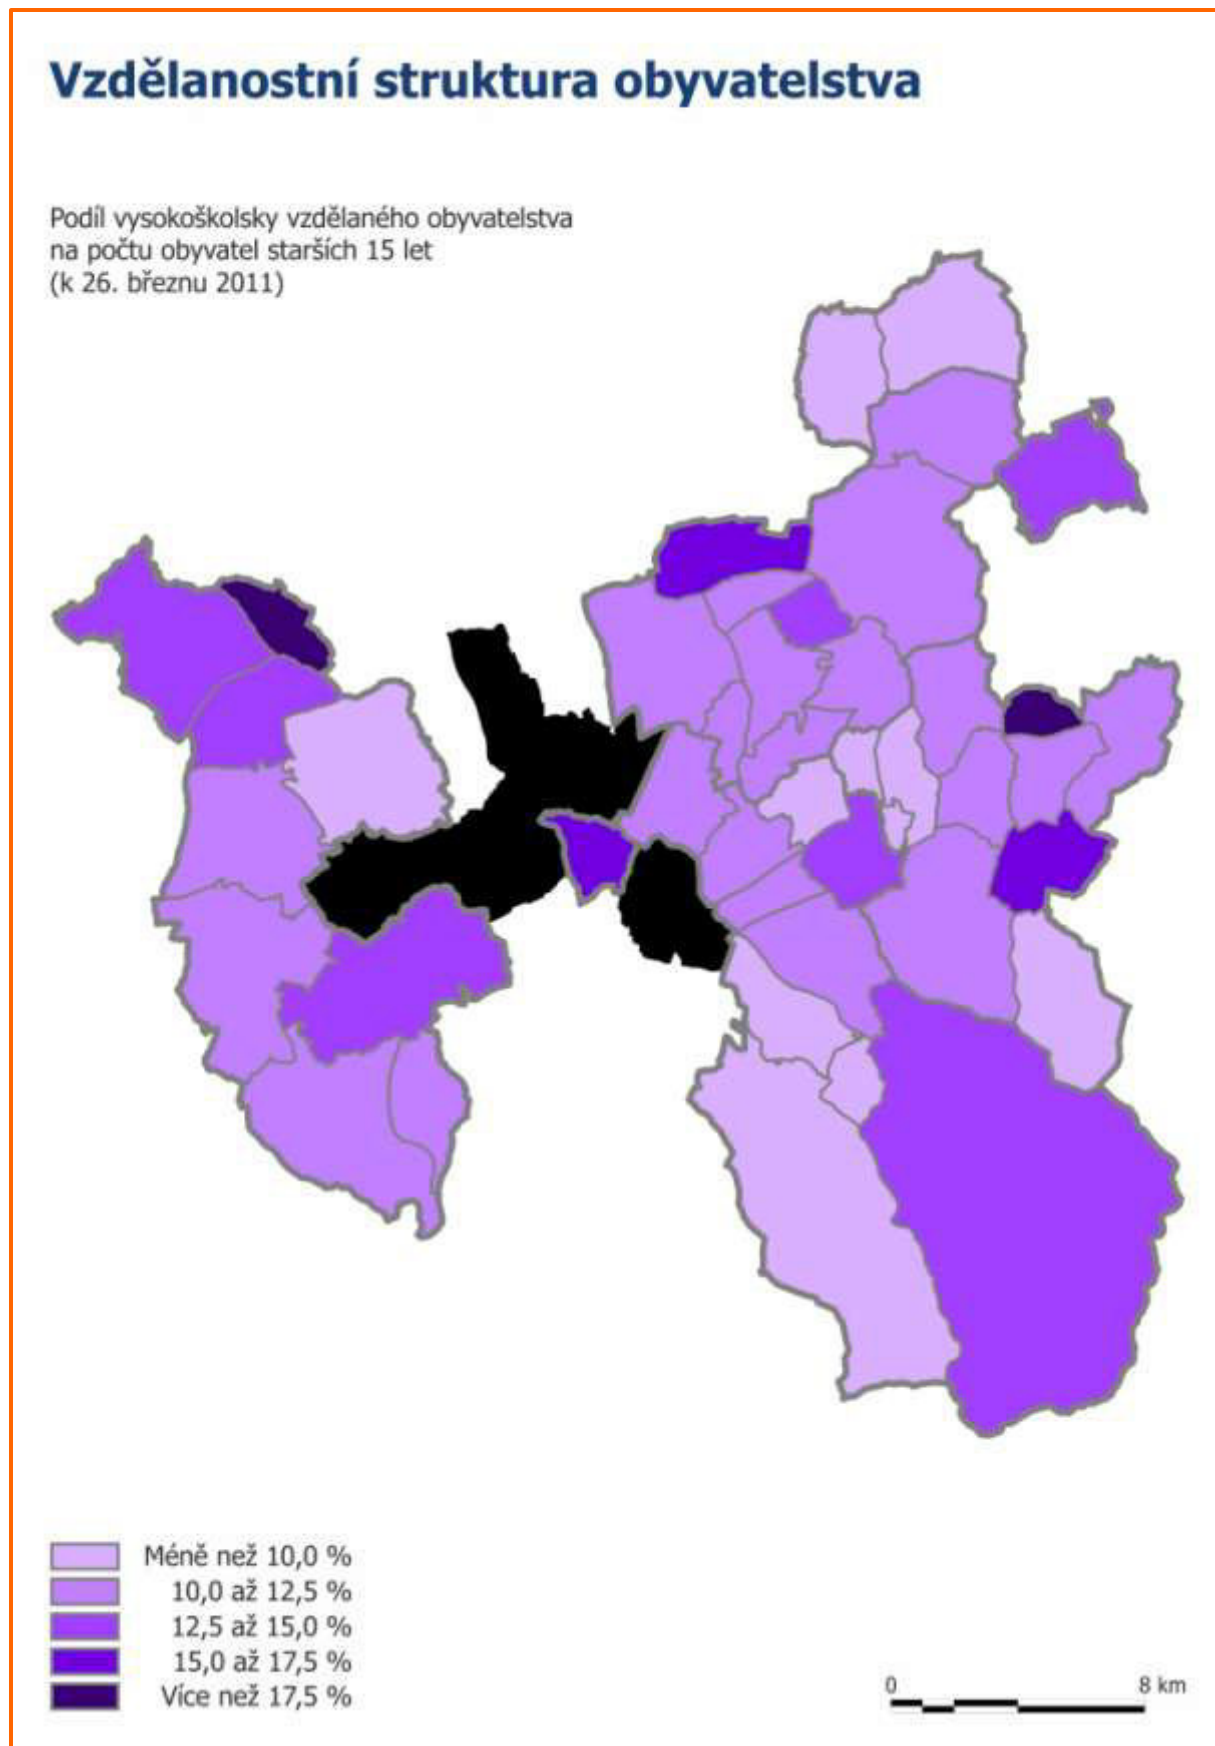 Vzdělanostní struktura obyvatelstva
Podíl vysokoškolsky vzdělaného obyvatelstva
na počtu obyvatel starších 15 let
(k 26. březnu 2011)
Méně než 10,0 %
10,0 až 12,5 %
12,5 až 15,0 %
15,0 až 17,5 %
Více než 17,5 %
0 8 km